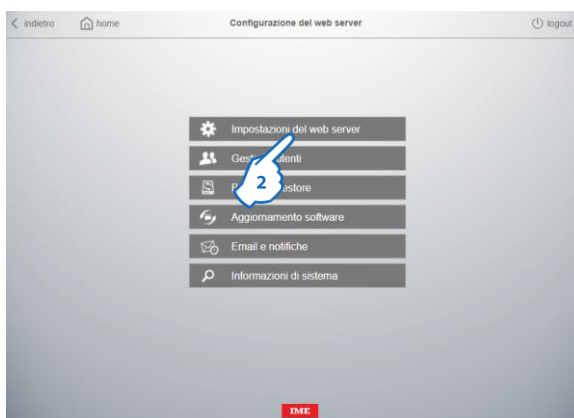 indietro
home
Configurazione del web server
logout
Impostazioni del web server
utenti
2
Aggiornamento software
Email e notifiche
Informazioni di sistema
IME